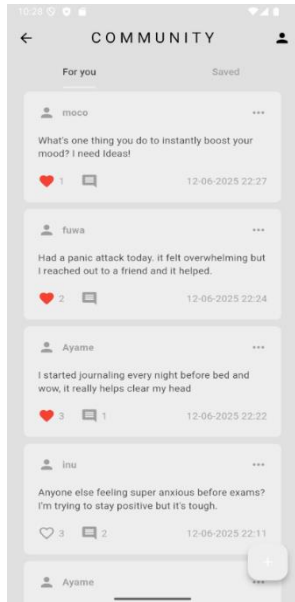 10:28
COMMUNITY
For you Saved
moco
What's one thing you do to instantly boost your
mood? I need Ideas!
1 12-06-2025 22:27
fuwa
Had a panic attack today. it felt overwhelming but
I reached out to a friend and it helped.
2 12-06-2025 22:24
Ayame
I started journaling every night before bed and
wow, it really helps clear my head
3 1 12-06-2025 22:22
inu
Anyone else feeling super anxious before exams?
I'm trying to stay positive but it's tough.
3 2 12-06-2025 22:11
Ayame